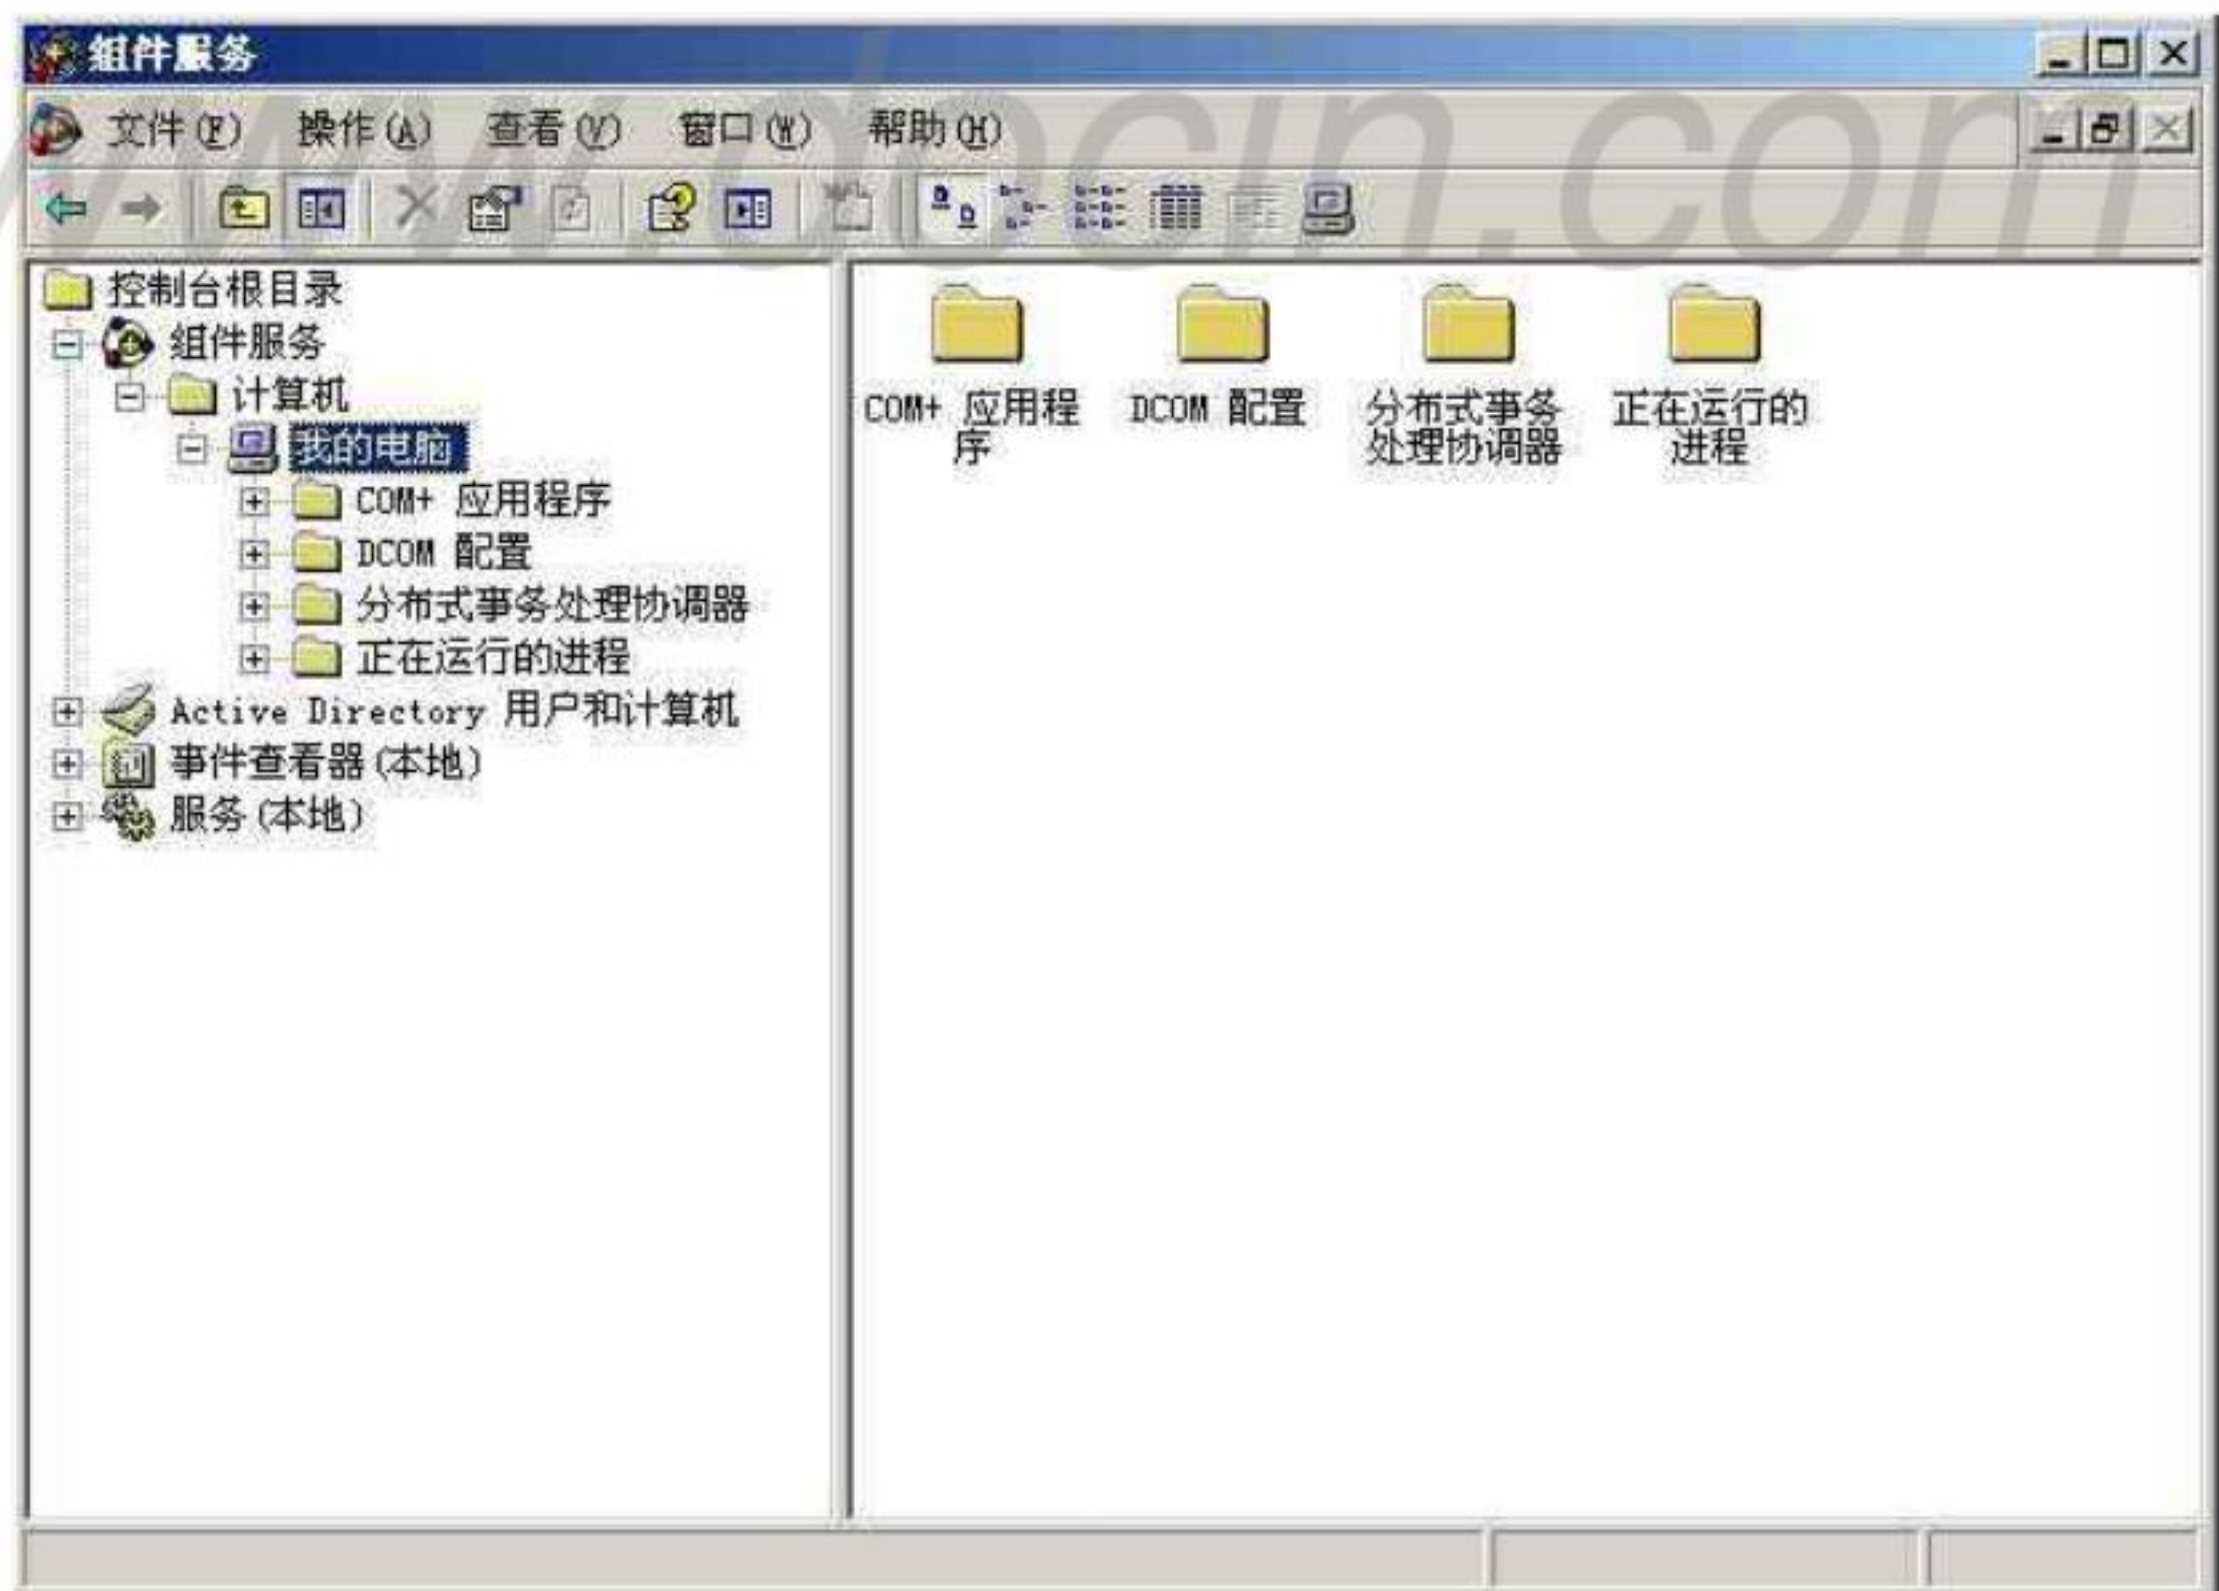 组件服务
文件(F) 操作(A) 查看(V) 窗口(W) 帮助(H)
www.docin.com
控制台根目录
组件服务
计算机
我的电脑
COM+ 应用程序
DCOM 配置
分布式事务处理协调器
正在运行的进程
Active Directory 用户和计算机
事件查看器(本地)
服务(本地)
COM+ 应用程
序
DCOM 配置
分布式事务
处理协调器
正在运行的
进程